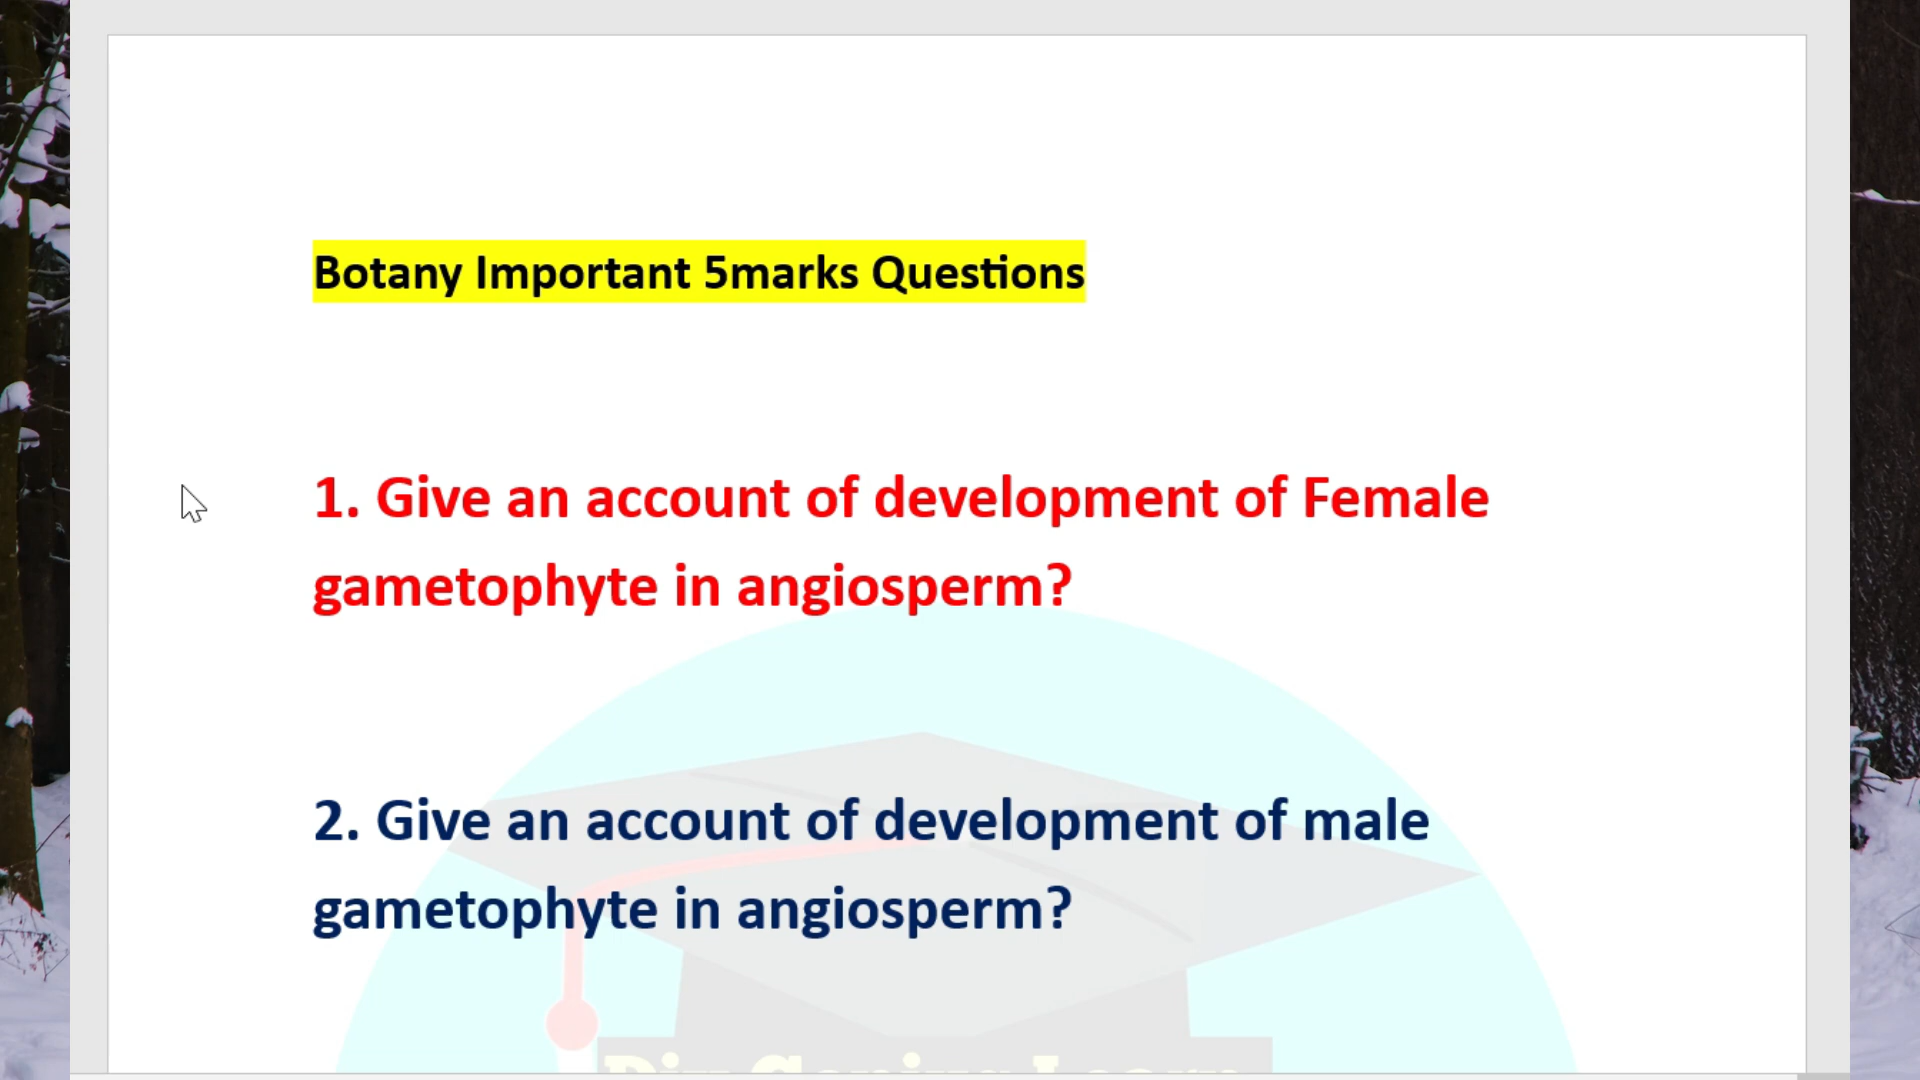 Botany Important 5marks Questions
1. Give an account of development of Female
gametophyte in angiosperm?
2. Give an account of development of male
gametophyte in angiosperm?